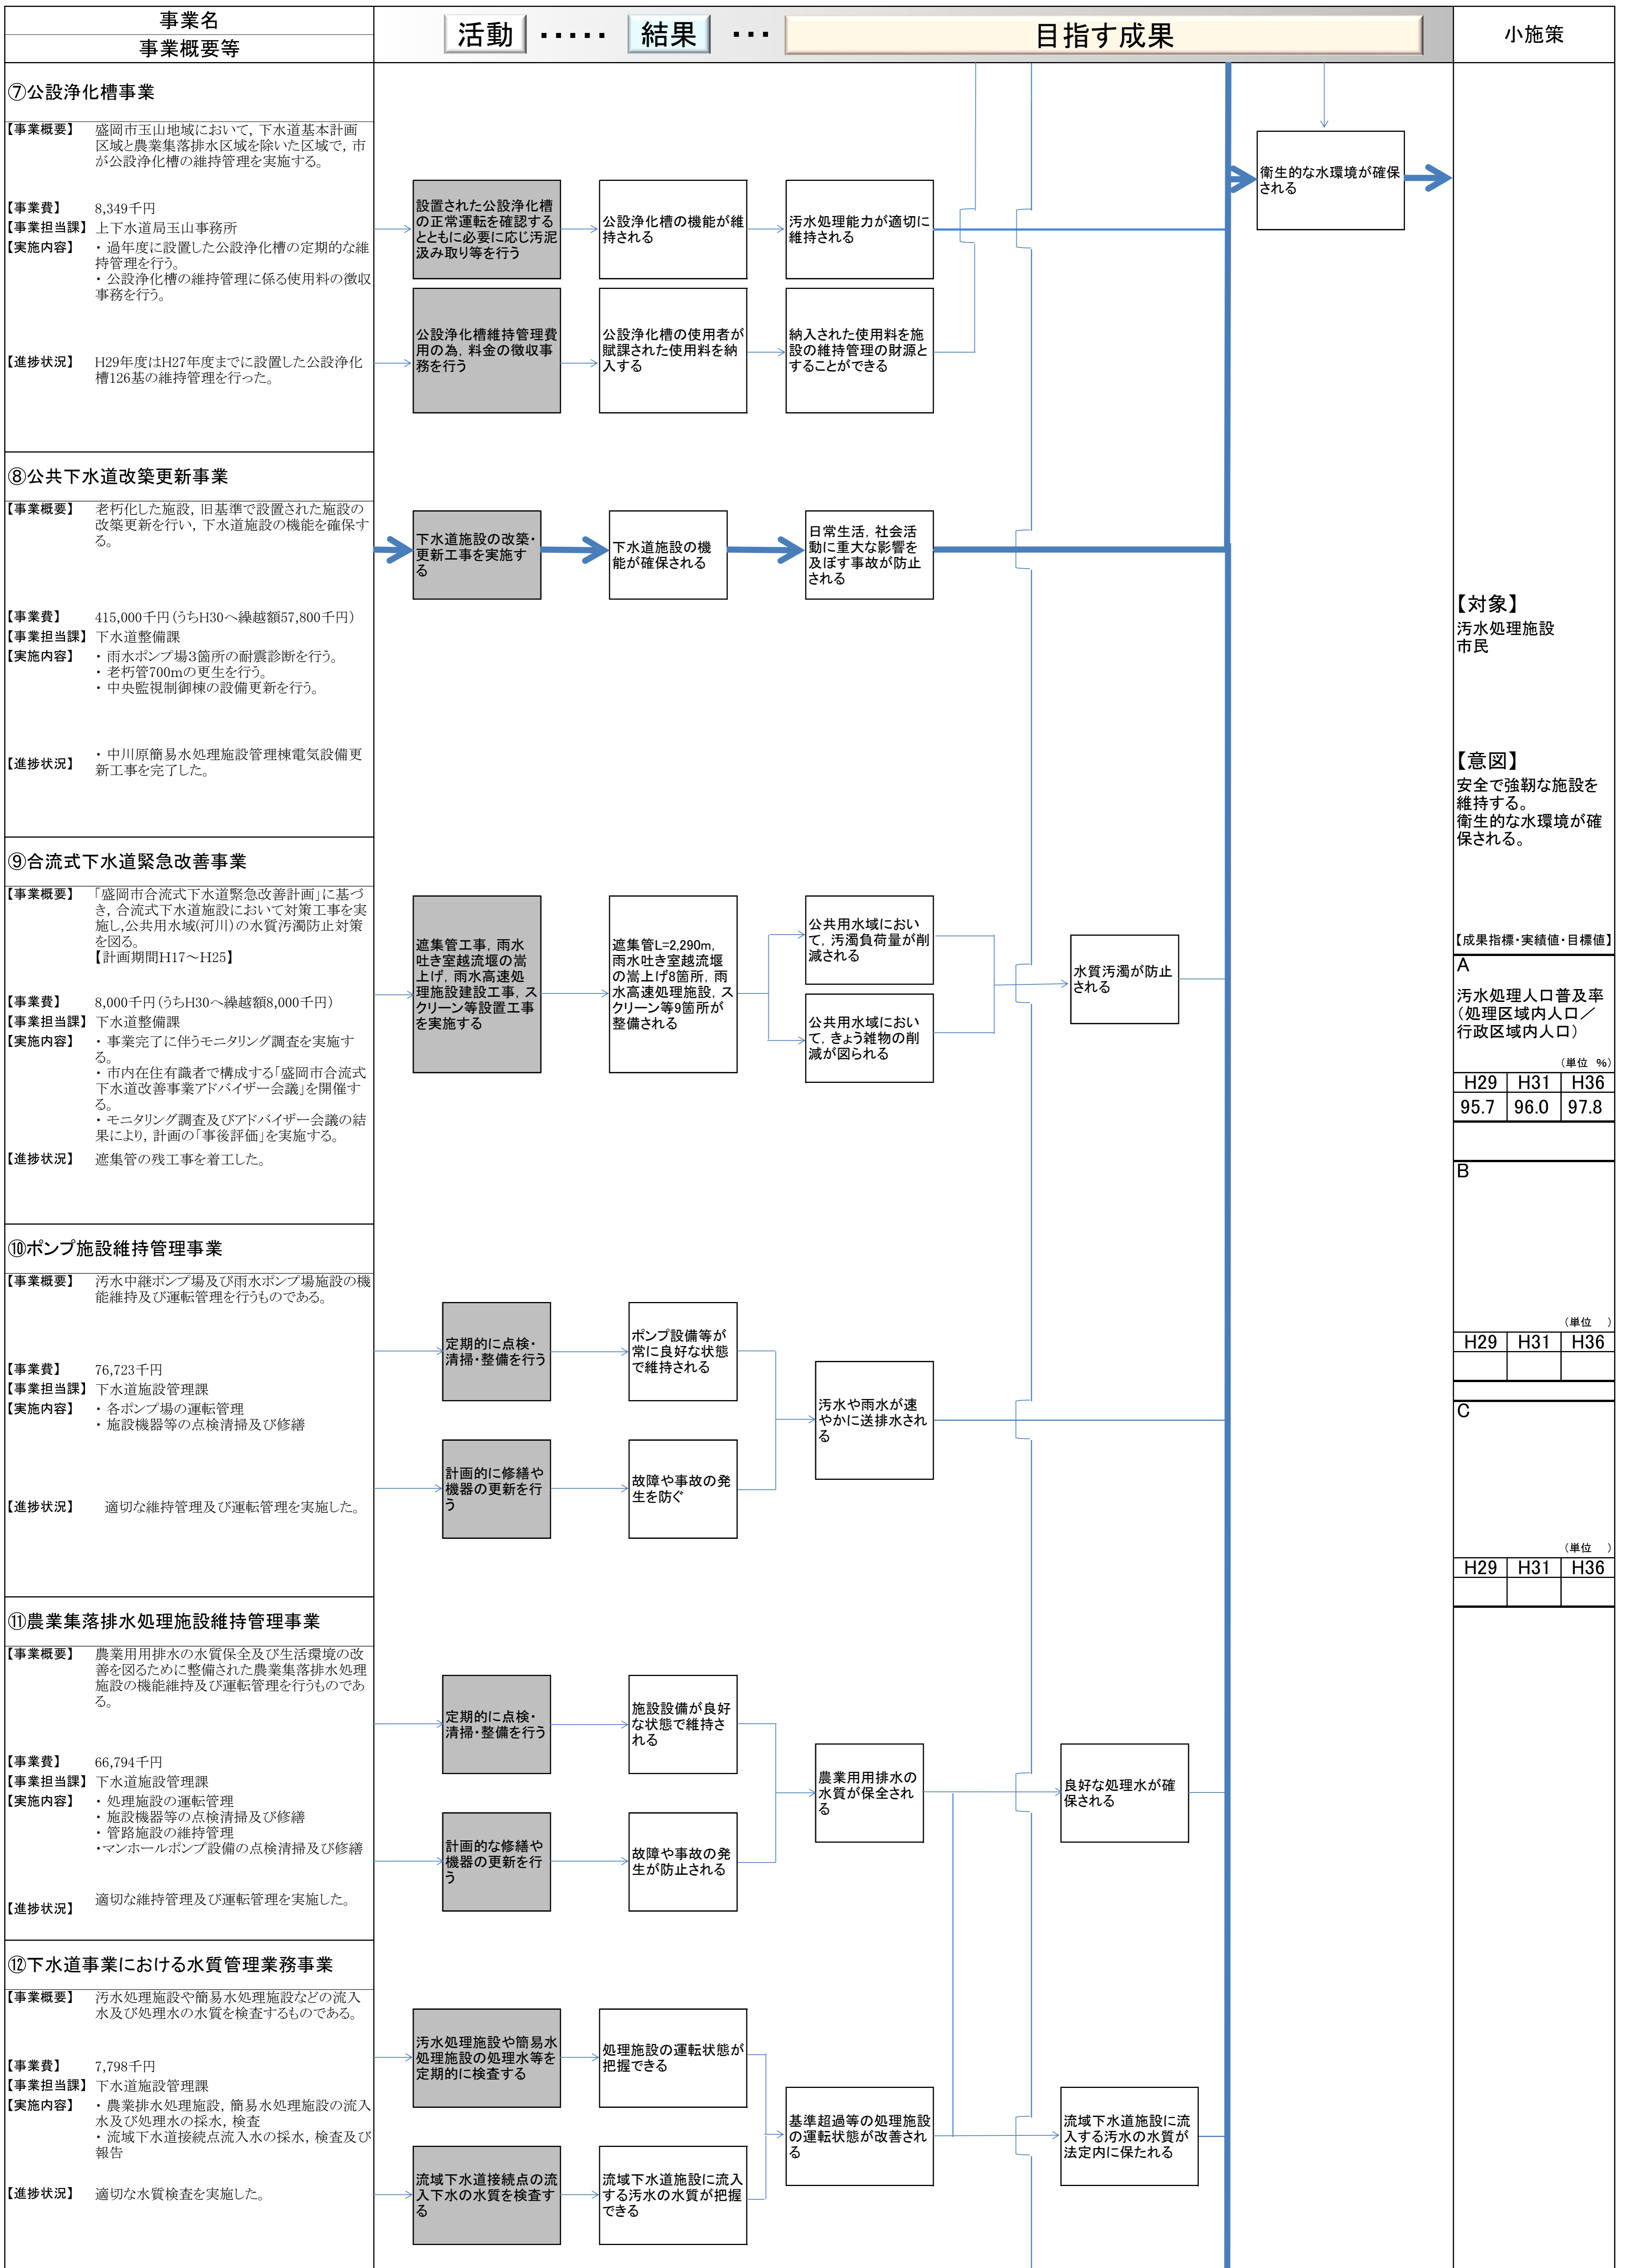 事業名
事業概要等
活動 ・・・・・ 結果 ・・・ 目指す成果
小施策
⑦公設浄化槽事業
【事業概要】 盛岡市玉山地域において，下水道基本計画
区域と農業集落排水区域を除いた区域で，市
が公設浄化槽の維持管理を実施する。
【事業費】 8,349千円
【事業担当課】 上下水道局玉山事務所
【実施内容】 ・過年度に設置した公設浄化槽の定期的な維
持管理を行う。
・公設浄化槽の維持管理に係る使用料の徴収
事務を行う。
【進捗状況】 H29年度はH27年度までに設置した公設浄化
槽126基の維持管理を行った。
設置された公設浄化槽
の正常運転を確認する
とともに必要に応じ汚泥
汲み取り等を行う
公設浄化槽の機能が維
持される
汚水処理能力が適切に
維持される
衛生的な水環境が確保
される
公設浄化槽維持管理費
用の為，料金の徴収事
務を行う
公設浄化槽の使用者が
賦課された使用料を納
入する
納入された使用料を施
設の維持管理の財源と
することができる
⑧公共下水道改築更新事業
【事業概要】 老朽化した施設，旧基準で設置された施設の
改築更新を行い，下水道施設の機能を確保す
る。
【事業費】 415,000千円（うちH30へ繰越額57,800千円）
【事業担当課】 下水道整備課
【実施内容】 ・雨水ポンプ場3箇所の耐震診断を行う。
・老朽管700mの更生を行う。
・中央監視制御棟の設備更新を行う。
【進捗状況】 ・中川原簡易水処理施設管理棟電気設備更
新工事を完了した。
下水道施設の改築・
更新工事を実施す
る
下水道施設の機
能が確保される
日常生活，社会活
動に重大な影響を
及ぼす事故が防止
される
⑨合流式下水道緊急改善事業
【事業概要】 「盛岡市合流式下水道緊急改善計画」に基づ
き，合流式下水道施設において対策工事を実
施し,公共用水域(河川)の水質汚濁防止対策
を図る。
【計画期間H17～H25】
【事業費】 8,000千円（うちH30へ繰越額8,000千円）
【事業担当課】 下水道整備課
【実施内容】 ・事業完了に伴うモニタリング調査を実施す
る。
・市内在住有識者で構成する「盛岡市合流式
下水道改善事業アドバイザー会議」を開催す
る。
・モニタリング調査及びアドバイザー会議の結
果により，計画の「事後評価」を実施する。
【進捗状況】 遮集管の残工事を着工した。
遮集管工事，雨水
吐き室越流堰の嵩
上げ，雨水高速処
理施設建設工事，ス
クリーン等設置工事
を実施する
遮集管L=2,290m，
雨水吐き室越流堰
の嵩上げ8箇所，雨
水高速処理施設，ス
クリーン等9箇所が
整備される
公共用水域におい
て，汚濁負荷量が削
減される
公共用水域におい
て，きょう雑物の削
減が図られる
水質汚濁が防止
される
⑩ポンプ施設維持管理事業
【事業概要】 汚水中継ポンプ場及び雨水ポンプ場施設の機
能維持及び運転管理を行うものである。
【事業費】 76,723千円
【事業担当課】 下水道施設管理課
【実施内容】 ・各ポンプ場の運転管理
・施設機器等の点検清掃及び修繕
【進捗状況】 適切な維持管理及び運転管理を実施した。
定期的に点検・
清掃・整備を行う
ポンプ設備等が
常に良好な状態
で維持される
計画的に修繕や
機器の更新を行
う
故障や事故の発
生を防ぐ
汚水や雨水が速
やかに送排水され
る
⑪農業集落排水処理施設維持管理事業
【事業概要】 農業用用排水の水質保全及び生活環境の改
善を図るために整備された農業集落排水処理
施設の機能維持及び運転管理を行うものであ
る。
【事業費】 66,794千円
【事業担当課】 下水道施設管理課
【実施内容】 ・処理施設の運転管理
・施設機器等の点検清掃及び修繕
・管路施設の維持管理
・マンホールポンプ設備の点検清掃及び修繕
適切な維持管理及び運転管理を実施した。
【進捗状況】
定期的に点検・
清掃・整備を行う
施設設備が良好
な状態で維持さ
れる
計画的な修繕や
機器の更新を行
う
故障や事故の発
生が防止される
農業用用排水の
水質が保全され
る
良好な処理水が確
保される
⑫下水道事業における水質管理業務事業
【事業概要】 汚水処理施設や簡易水処理施設などの流入
水及び処理水の水質を検査するものである。
【事業費】 7,798千円
【事業担当課】 下水道施設管理課
【実施内容】 ・農業排水処理施設，簡易水処理施設の流入
水及び処理水の採水，検査
・流域下水道接続点流入水の採水，検査及び
報告
【進捗状況】 適切な水質検査を実施した。
汚水処理施設や簡易水
処理施設の処理水等を
定期的に検査する
処理施設の運転状態が
把握できる
流域下水道接続点の流
入下水の水質を検査す
る
流域下水道施設に流入
する汚水の水質が把握
できる
基準超過等の処理施設
の運転状態が改善され
る
流域下水道施設に流
入する汚水の水質が
法定内に保たれる
【対象】
汚水処理施設
市民
【意図】
安全で強靭な施設を
維持する。
衛生的な水環境が確
保される。
【成果指標・実績値・目標値】
A
汚水処理人口普及率
（処理区域内人口／
行政区域内人口）
（単位 %）
H29 H31 H36
95.7 96.0 97.8
B
（単位 ）
H29 H31 H36
C
（単位 ）
H29 H31 H36